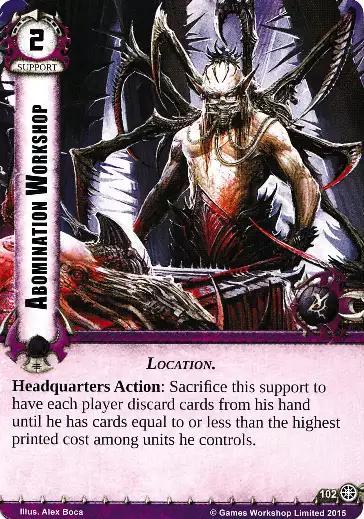 2
SUPPORT
ABOMINATION WORKSHOP
LOCATION.
Headquarters Action: Sacrifice this support to
have each player discard cards from his hand
until he has cards equal to or less than the highest
printed cost among units he controls.
102
Illus. Alex Boca
© Games Workshop Limited 2015